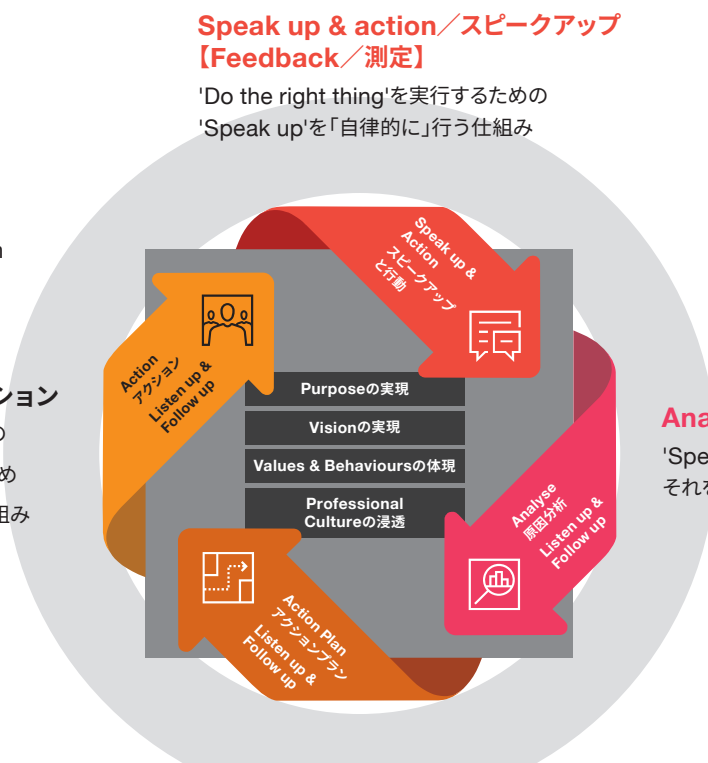 Speak up & action／スピークアップ
【Feedback／測定】
'Do the right thing'を実行するための
'Speak up'を「自律的に」行う仕組み
Speak up &
Action
スピークアップ
と行動
Action
アクション
Listen up &
Follow up
Purposeの実現
Visionの実現
Values & Behavioursの体現
Professional
Cultureの浸透
Analyse
原因分析
Listen up &
Follow up
Action Plan
アクションプラン
Listen up &
Follow up
ション
め
組み
Ana
'Spe
それを